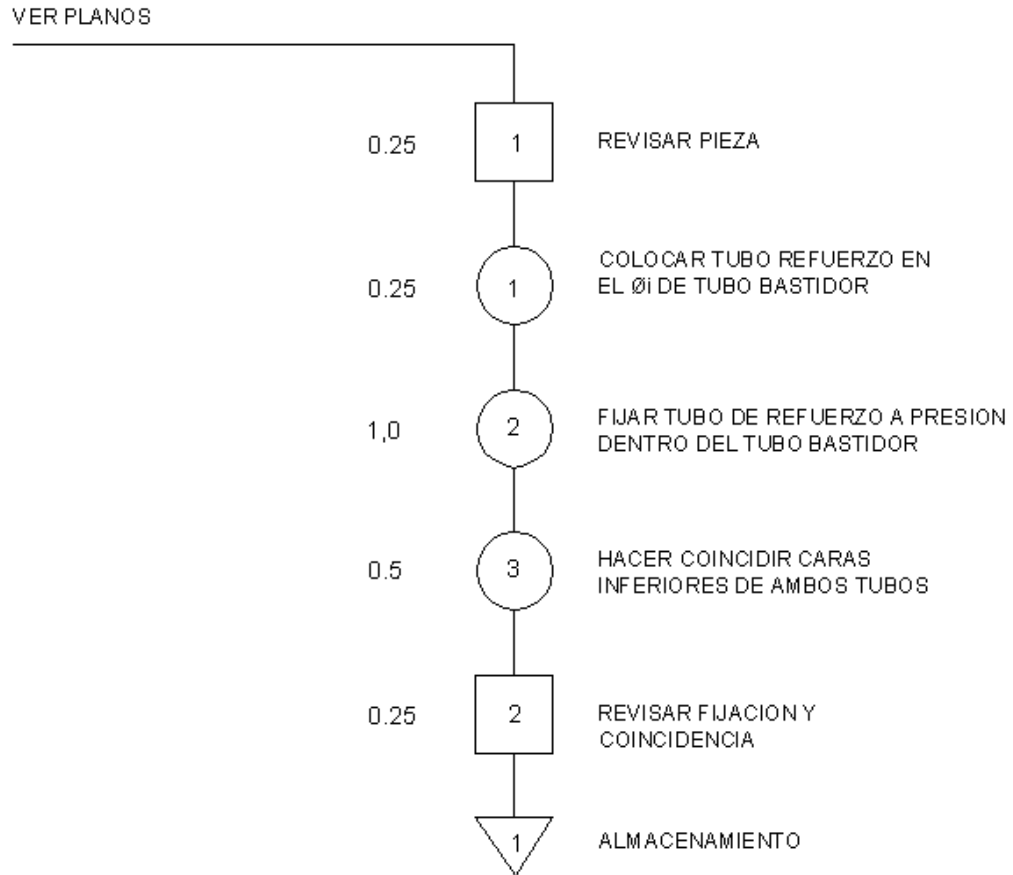 VER PLANOS
0.25
1
REVISAR PIEZA
0.25
1
COLOCAR TUBO REFUERZO EN
EL Øi DE TUBO BASTIDOR
1,0
2
FIJAR TUBO DE REFUERZO A PRESION
DENTRO DEL TUBO BASTIDOR
0.5
3
HACER COINCIDIR CARAS
INFERIORES DE AMBOS TUBOS
0.25
2
REVISAR FIJACION Y
COINCIDENCIA
1
ALMACENAMIENTO